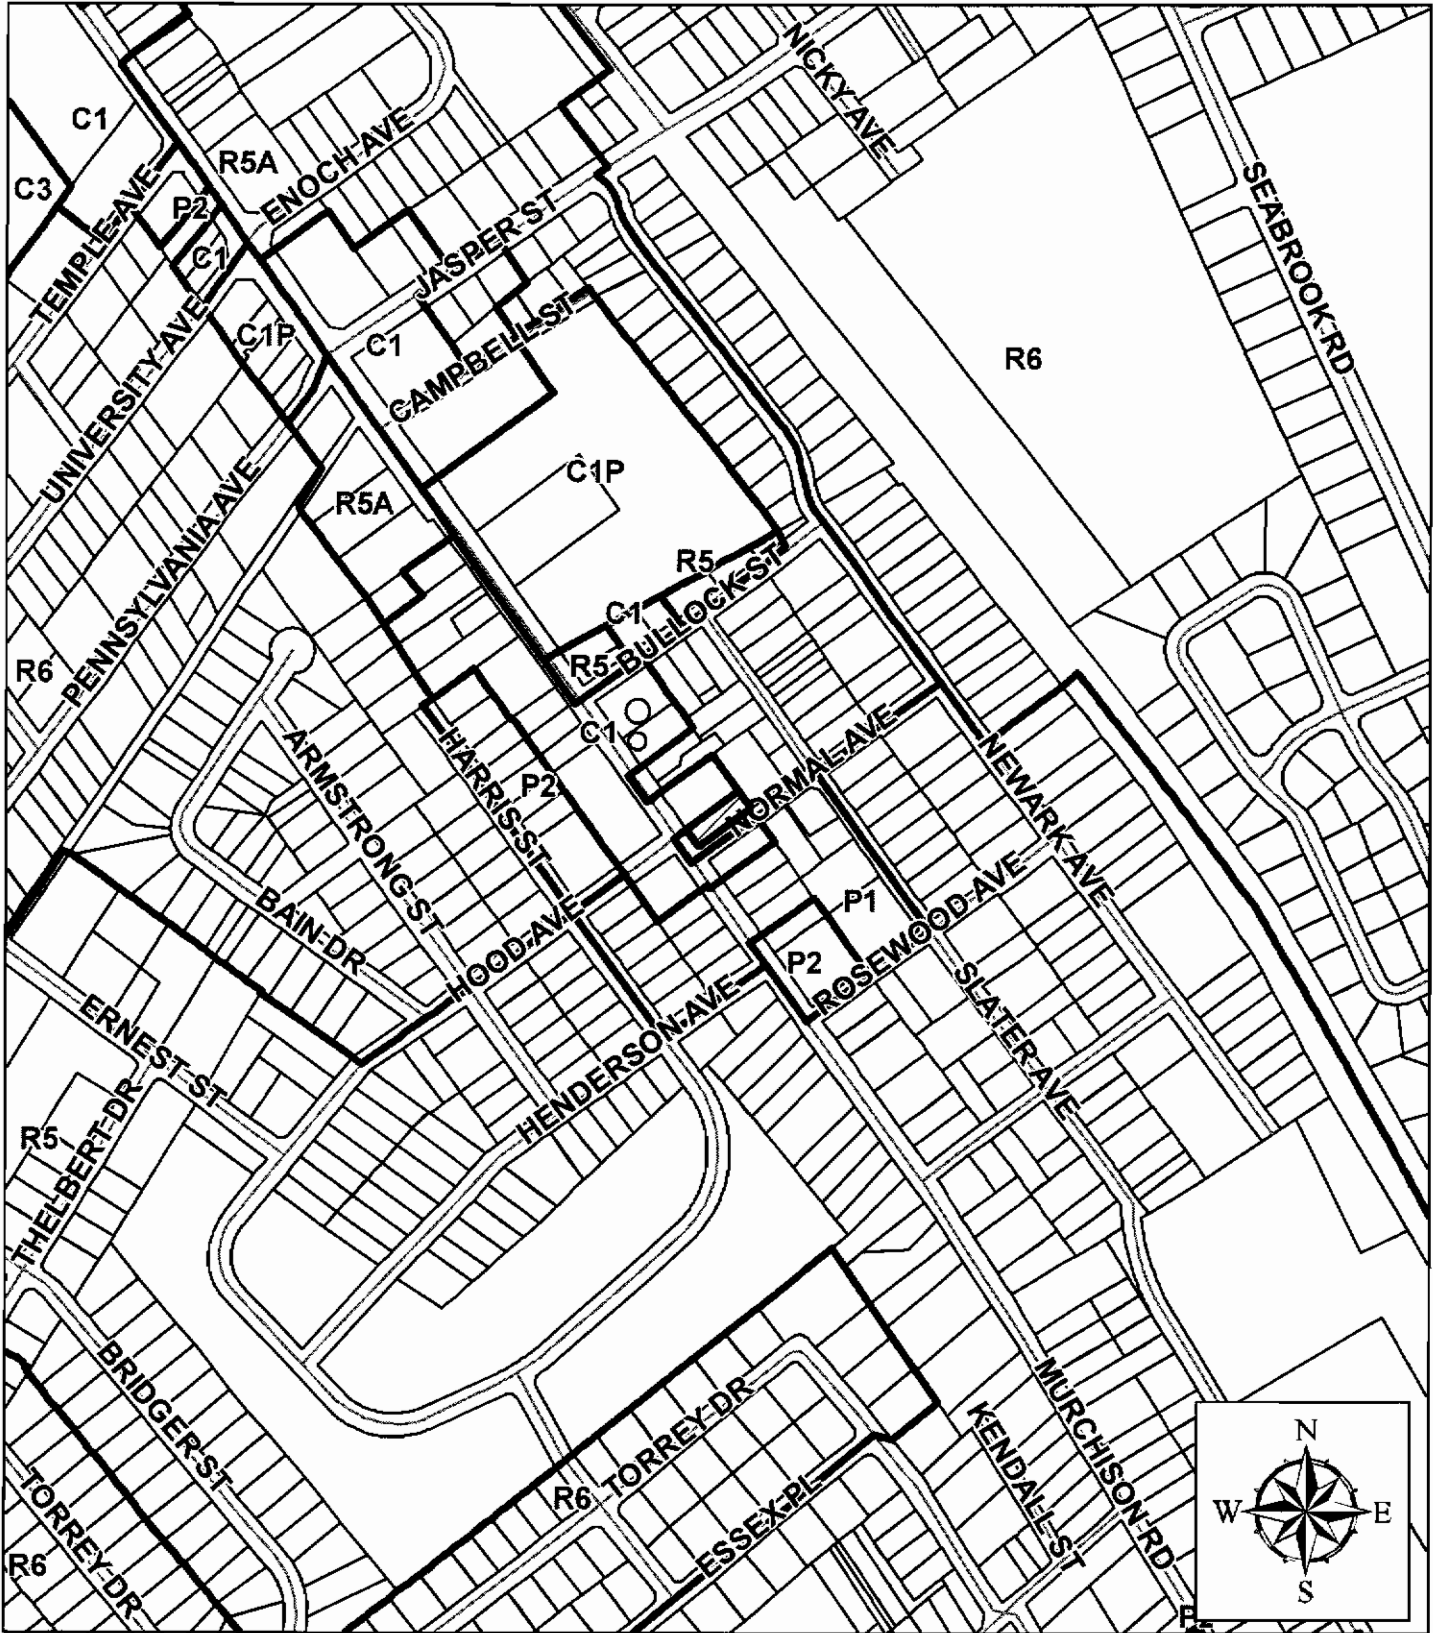 NICKY AVE
C1
R5A
ENOCH AVE
C3
P2
TEMPLE AVE
SEABROOK RD
C1
JASPER ST
UNIVERSITY AVE
C1P
C1
CAMPBELL ST
R6
C1P
PENNSYLVANIA AVE
R5A
R5
C1
BULLOCK ST
R5
R6
C1
ARMSTRONG ST
HARRIS ST
P2
NORMAL AVE
NEWARK AVE
P1
BAIN DR
HOOD AVE
P2
ROSEWOOD AVE
ERNEST ST
HENDERSON AVE
SLATER AVE
R5
THELBERT DR
BRIDGER ST
TORREY DR
MURCHISON RD
KENDALL ST
R6
TORREY DR
ESSEX PL
R6
N
W
E
S